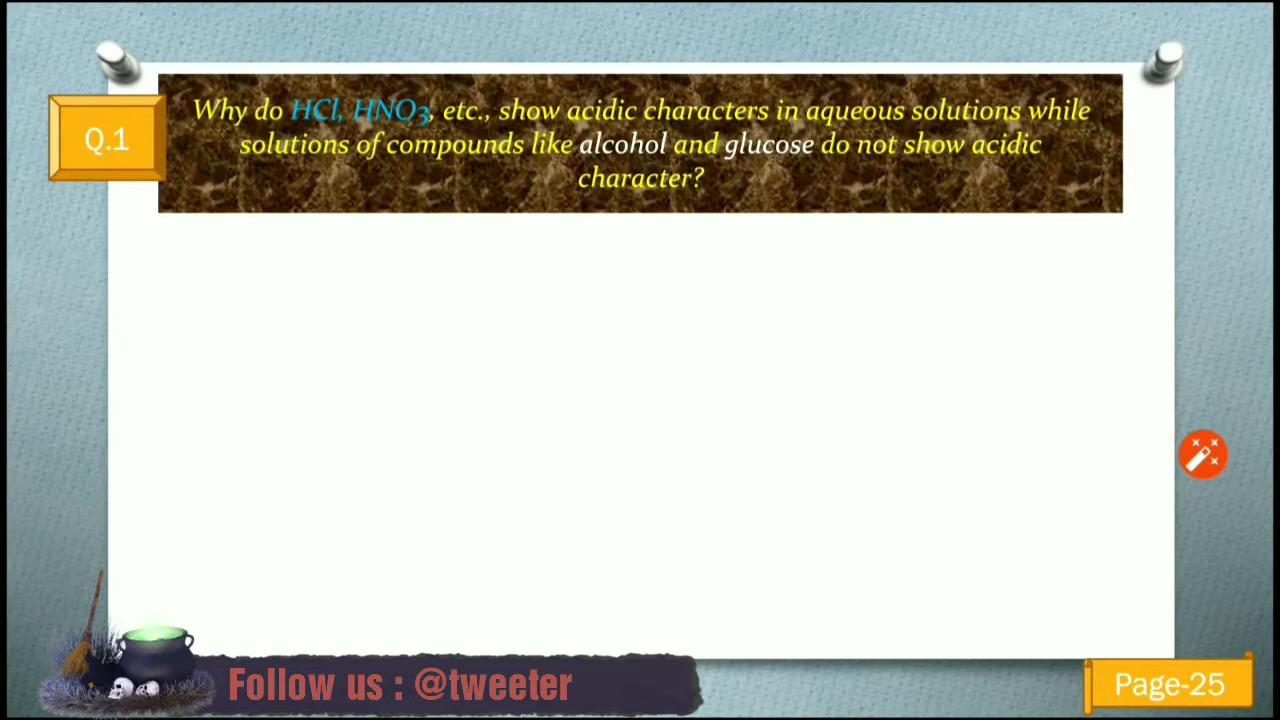 Q.1
Why do HCl, HNO3, etc., show acidic characters in aqueous solutions while
solutions of compounds like alcohol and glucose do not show acidic
character?
Follow us : @tweeter
Page-25